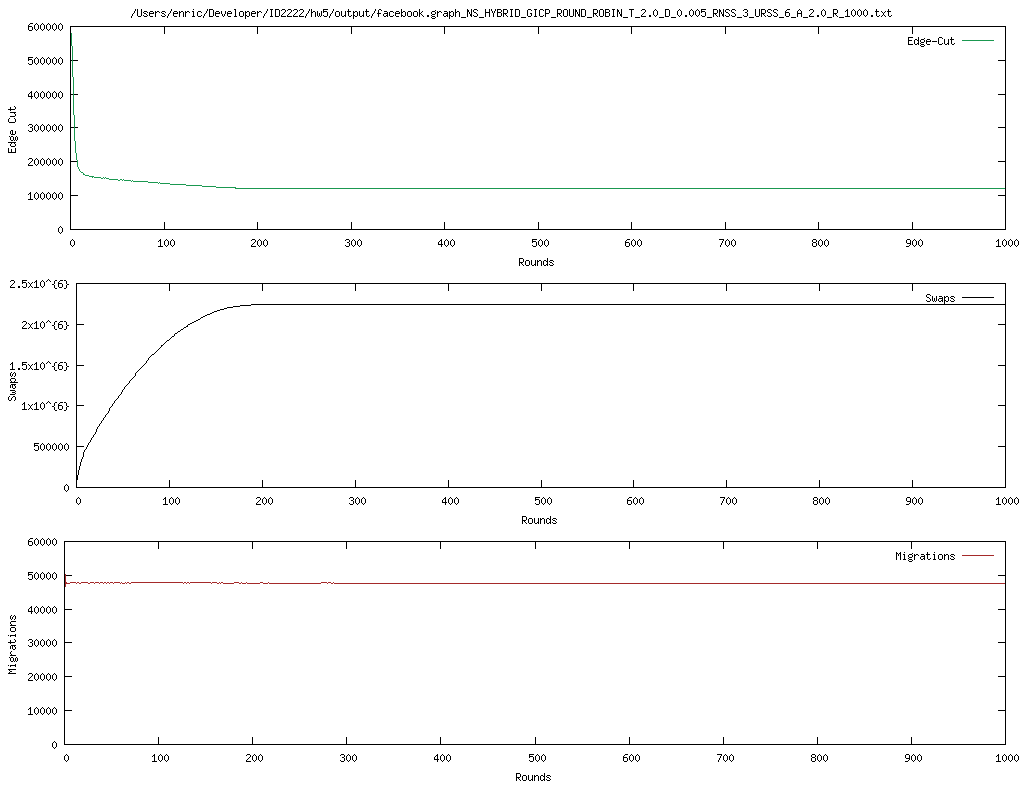 /Users/enric/Developer/ID2222/hw5/output/facebook.graph_NS_HYBRID_GICP_ROUND_ROBIN_T_2.0_D_0.005_RNSS_3_URSS_6_A_2.0_R_1000.txt
600000
500000
400000
300000
200000
100000
0
Edge Cut
Edge-Cut
0 100 200 300 400 500 600 700 800 900 1000
Rounds
2.5x10^{6}
2x10^{6}
1.5x10^{6}
1x10^{6}
500000
0
Swaps
Swaps
0 100 200 300 400 500 600 700 800 900 1000
Rounds
60000
50000
40000
30000
20000
10000
0
Migrations
Migrations
0 100 200 300 400 500 600 700 800 900 1000
Rounds